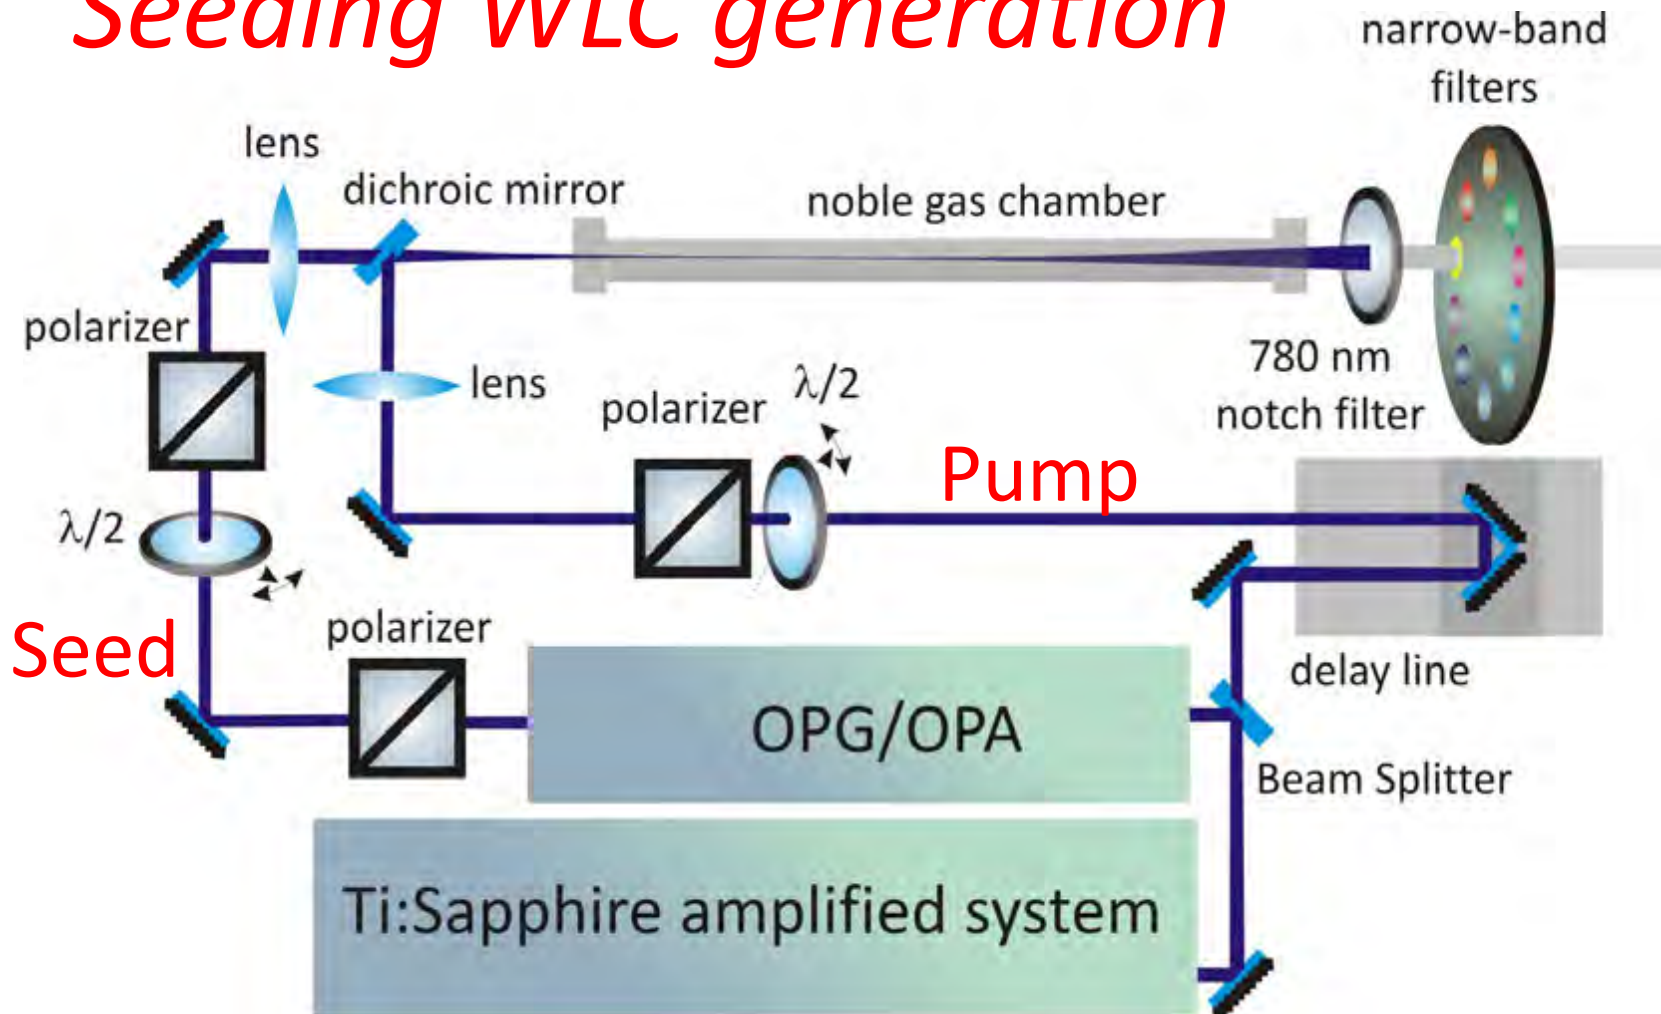 Seeding WLC generation
narrow-band
filters
lens
dichroic mirror
noble gas chamber
polarizer
lens
polarizer
λ/2
780 nm
notch filter
Pump
λ/2
Seed
polarizer
delay line
OPG/OPA
Beam Splitter
Ti:Sapphire amplified system